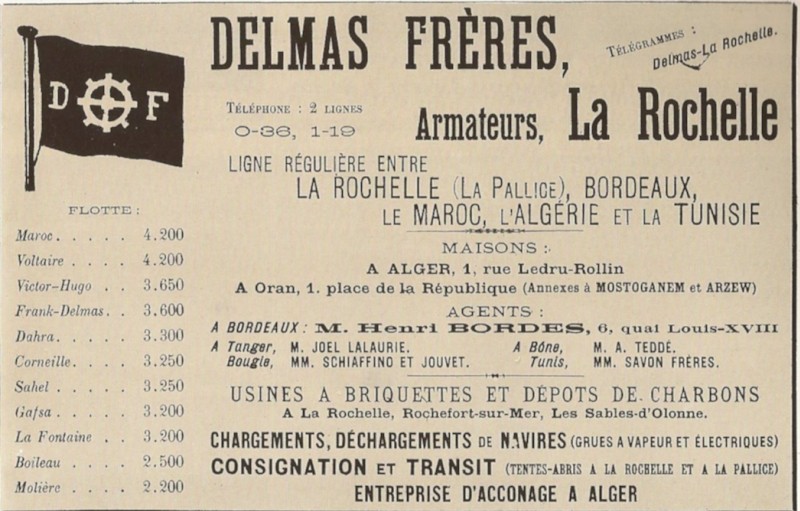 D F
DELMAS FRÈRES,
TÉLÉGRAMMES :
Delmas-La Rochelle.
TÉLÉPHONE : 2 LIGNES
0-36, 1-19
Armateurs, La Rochelle
LIGNE RÉGULIÈRE ENTRE
LA ROCHELLE (LA PALLICE), BORDEAUX,
LE MAROC, L'ALGÉRIE ET LA TUNISIE
FLOTTE :
Maroc . . . . . 4.200
Voltaire . . . . 4.200
Victor-Hugo . . 3.650
Frank-Delmas . . 3.600
Dahra . . . . . 3.300
Corneille . . . . 3.250
Sahel . . . . . 3.250
Gafsa . . . . . 3.200
La Fontaine . . 3.200
Boileau . . . . 2.500
Molière . . . . 2.200
MAISONS :
A ALGER, 1, rue Ledru-Rollin
A Oran, 1. place de la République (Annexes à MOSTOGANEM et ARZEW)
AGENTS :
A BORDEAUX : M. Henri BORDES, 6, quai Louis-XVIII
A Tanger, M. JOEL LALAURIE. A Bône, M. A. TEDDÉ.
Bougie, MM. SCHIAFFINO ET JOUVET. Tunis, MM. SAVON FRÈRES.
USINES A BRIQUETTES ET DÉPOTS DE CHARBONS
A La Rochelle, Rochefort-sur-Mer, Les Sables-d'Olonne.
CHARGEMENTS, DÉCHARGEMENTS DE NAVIRES (GRUES A VAPEUR ET ÉLECTRIQUES)
CONSIGNATION ET TRANSIT (TENTES-ABRIS A LA ROCHELLE ET A LA PALLICE)
ENTREPRISE D'ACCONAGE A ALGER